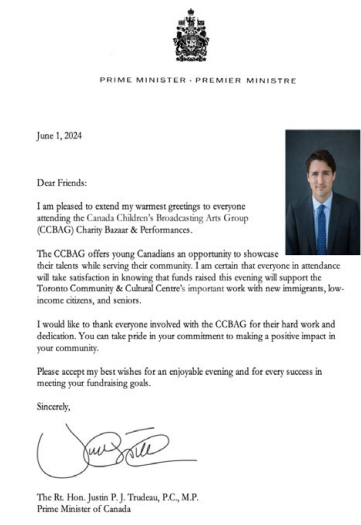 PRIME MINISTER · PREMIER MINISTRE
June 1, 2024
Dear Friends:
I am pleased to extend my warmest greetings to everyone
attending the Canada Children's Broadcasting Arts Group
(CCBAG) Charity Bazaar & Performances.
The CCBAG offers young Canadians an opportunity to showcase
their talents while serving their community. I am certain that everyone in attendance
will take satisfaction in knowing that funds raised this evening will support the
Toronto Community & Cultural Centre's important work with new immigrants, low-
income citizens, and seniors.
I would like to thank everyone involved with the CCBAG for their hard work and
dedication. You can take pride in your commitment to making a positive impact in
your community.
Please accept my best wishes for an enjoyable evening and for every success in
meeting your fundraising goals.
Sincerely,
The Rt. Hon. Justin P. J. Trudeau, P.C., M.P.
Prime Minister of Canada